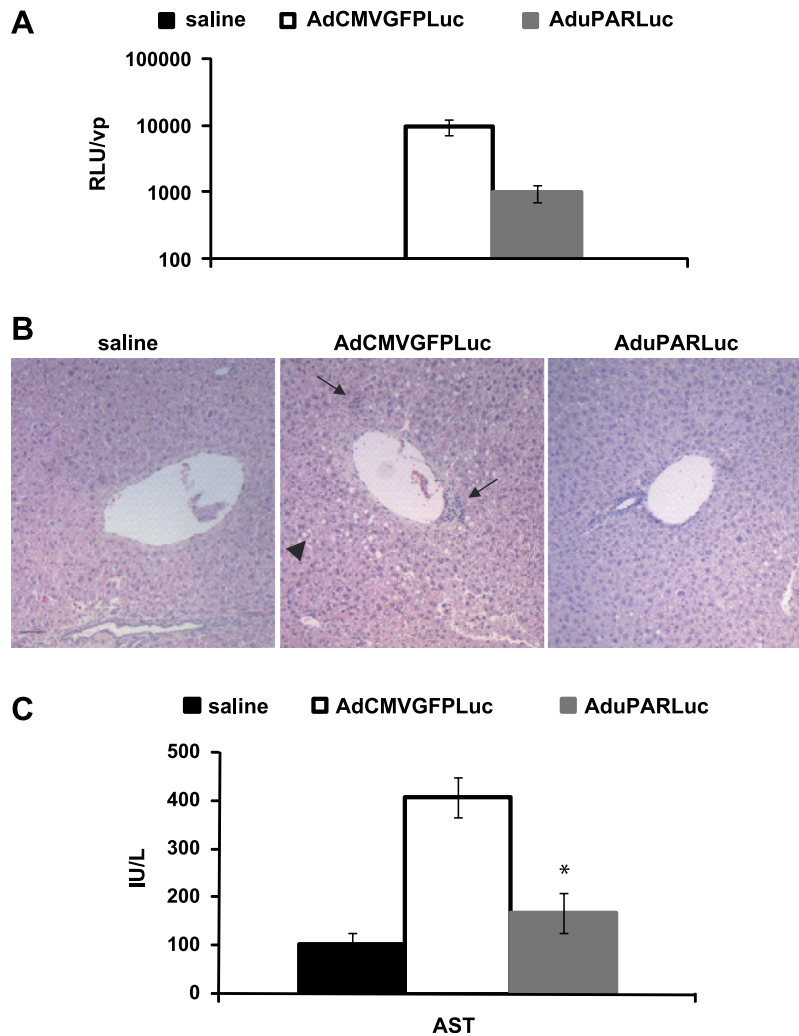 A
saline AdCMVGFPLuc AduPARLuc
100000
10000
1000
100
RLU/vp
B
saline AdCMVGFPLuc AduPARLuc
C
saline AdCMVGFPLuc AduPARLuc
500
400
300
200
100
0
IU/L
*
AST